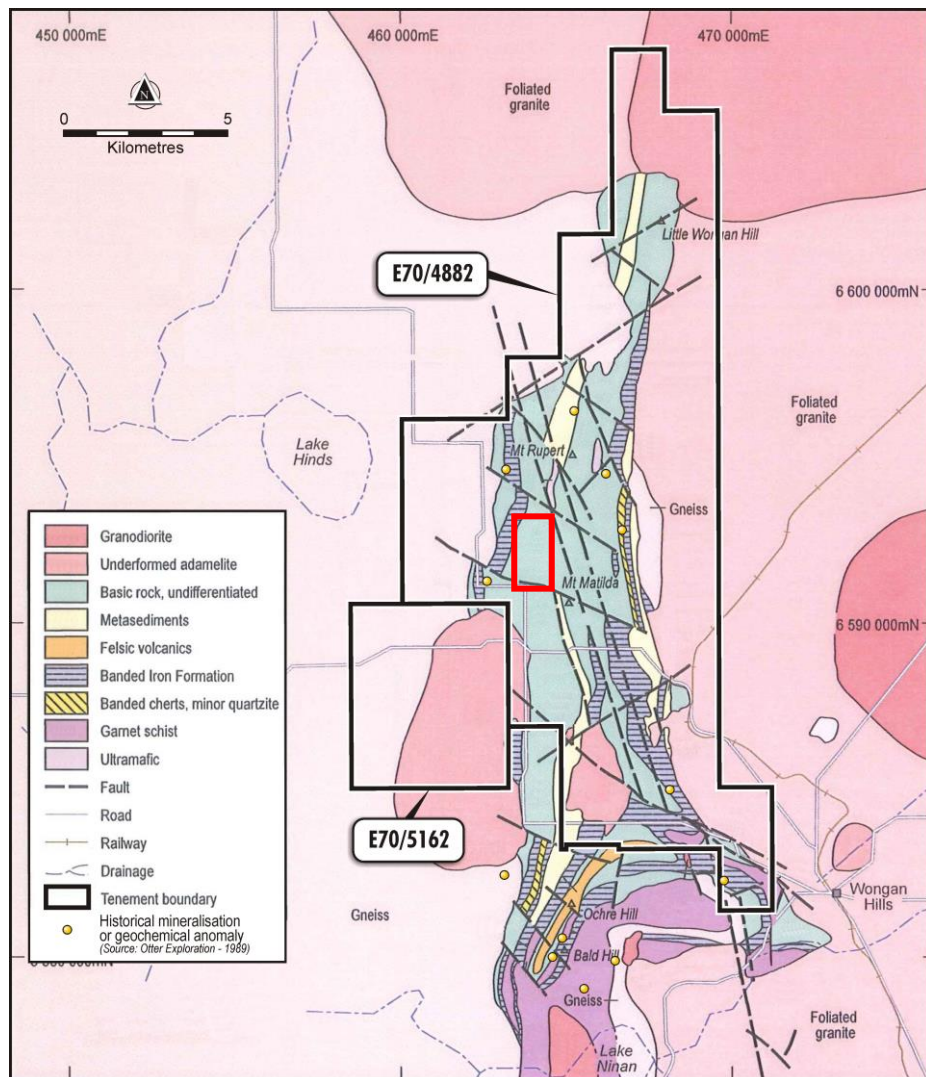 450 000mE
460 000mE
470 000mE
N
0
5
Kilometres
Foliated
granite
Foliated
granite
Little Wongan Hill
E70/4882
6 600 000mN
Foliated
granite
Lake
Hinds
Mt Rupert
Gneiss
Mt Matilda
6 590 000mN
Granodiorite
Underformed adamelite
Basic rock, undifferentiated
Metasediments
Felsic volcanics
Banded Iron Formation
Banded cherts, minor quartzite
Garnet schist
Ultramafic
Fault
Road
Railway
Drainage
Tenement boundary
Historical mineralisation
or geochemical anomaly
(Source: Otter Exploration - 1989)
E70/5162
Gneiss
Wongan
Hills
Ochre Hill
Bald Hill
Gneiss
Lake
Ninan
Foliated
granite